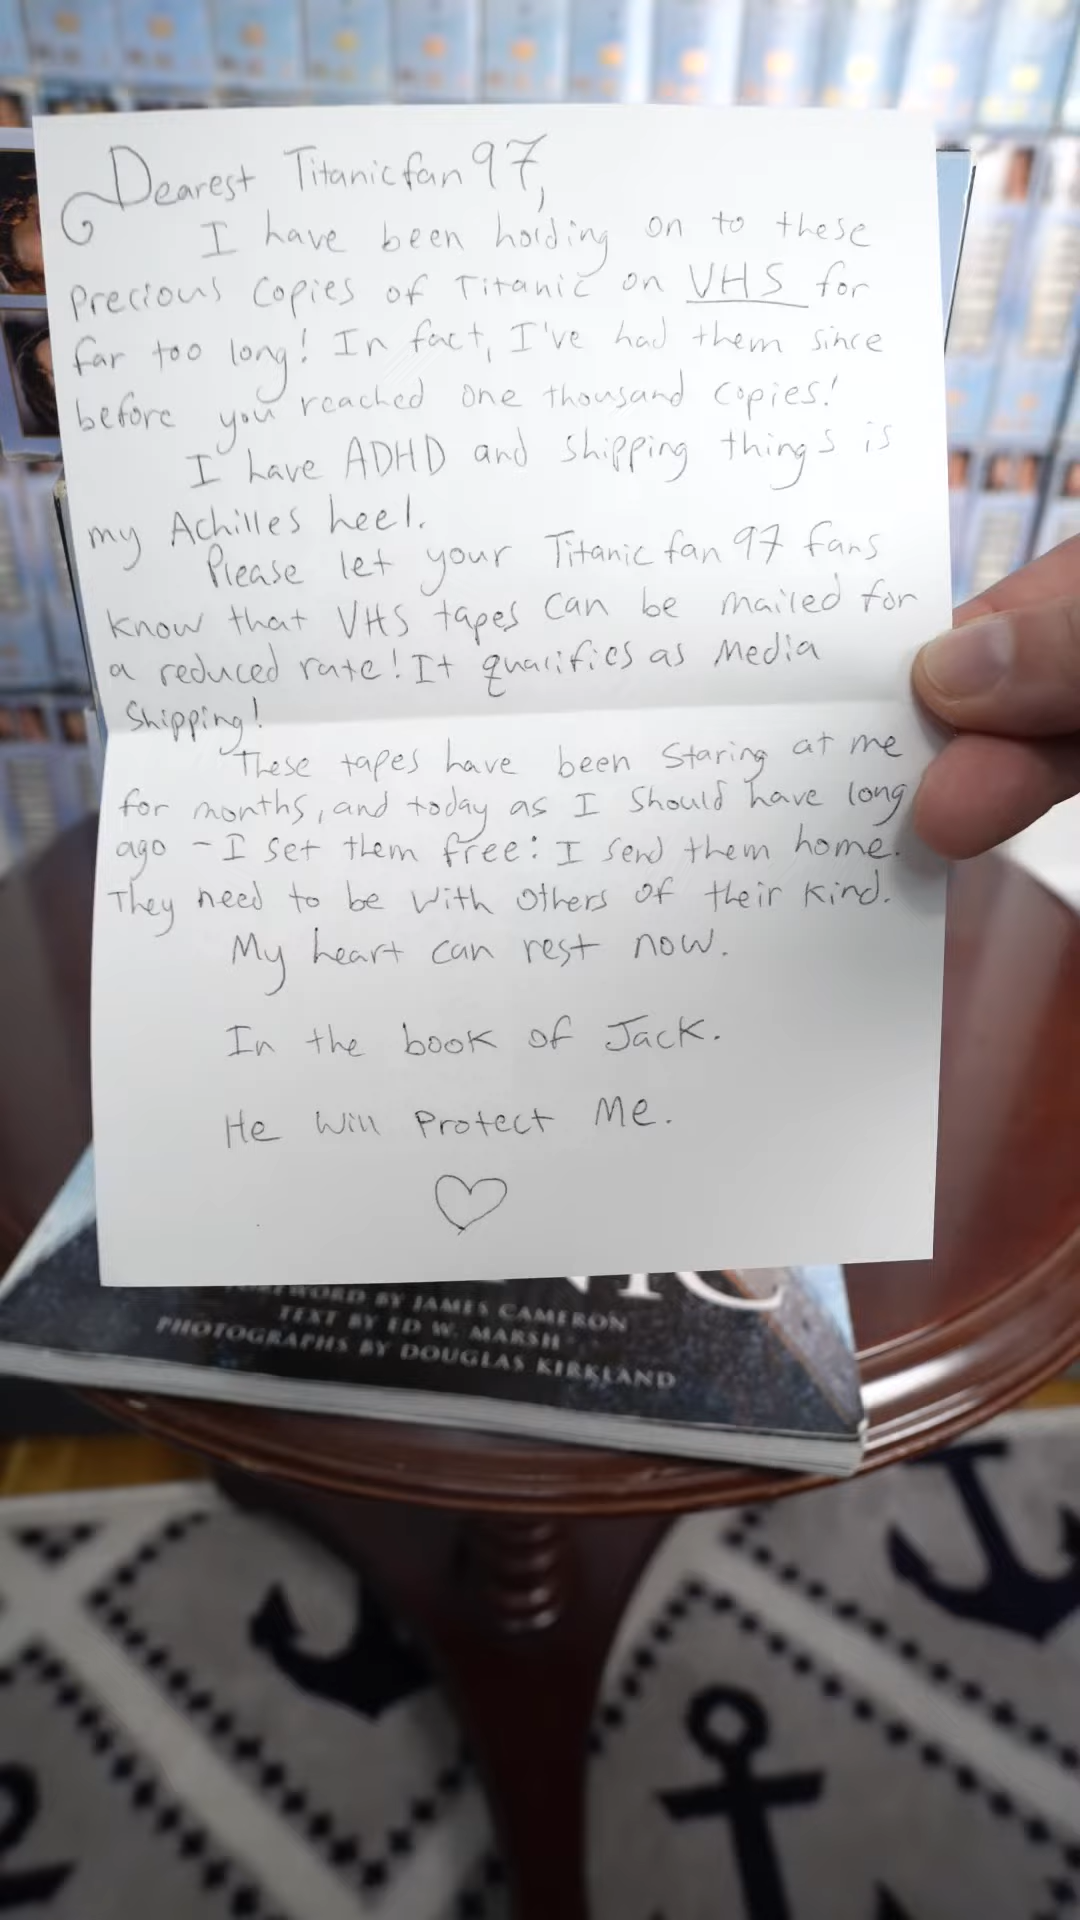 Dearest Titanicfan97,
I have been holding on to these
Precious Copies of Titanic on VHS for
far too long! In fact, I've had them since
before you reached one thousand copies!
I have ADHD and shipping things is
my Achilles heel.
Please let your Titanicfan97 fans
know that VHS tapes can be mailed for
a reduced rate! It qualifies as Media
Shipping!
These tapes have been staring at me
for months, and today as I should have long
ago - I set them free: I send them home.
They need to be with others of their kind.
My heart can rest now.
In the book of Jack.
He Will Protect Me.
FOREWORD BY JAMES CAMERON
TEXT BY ED W. MARSH
PHOTOGRAPHS BY DOUGLAS KIRKLAND